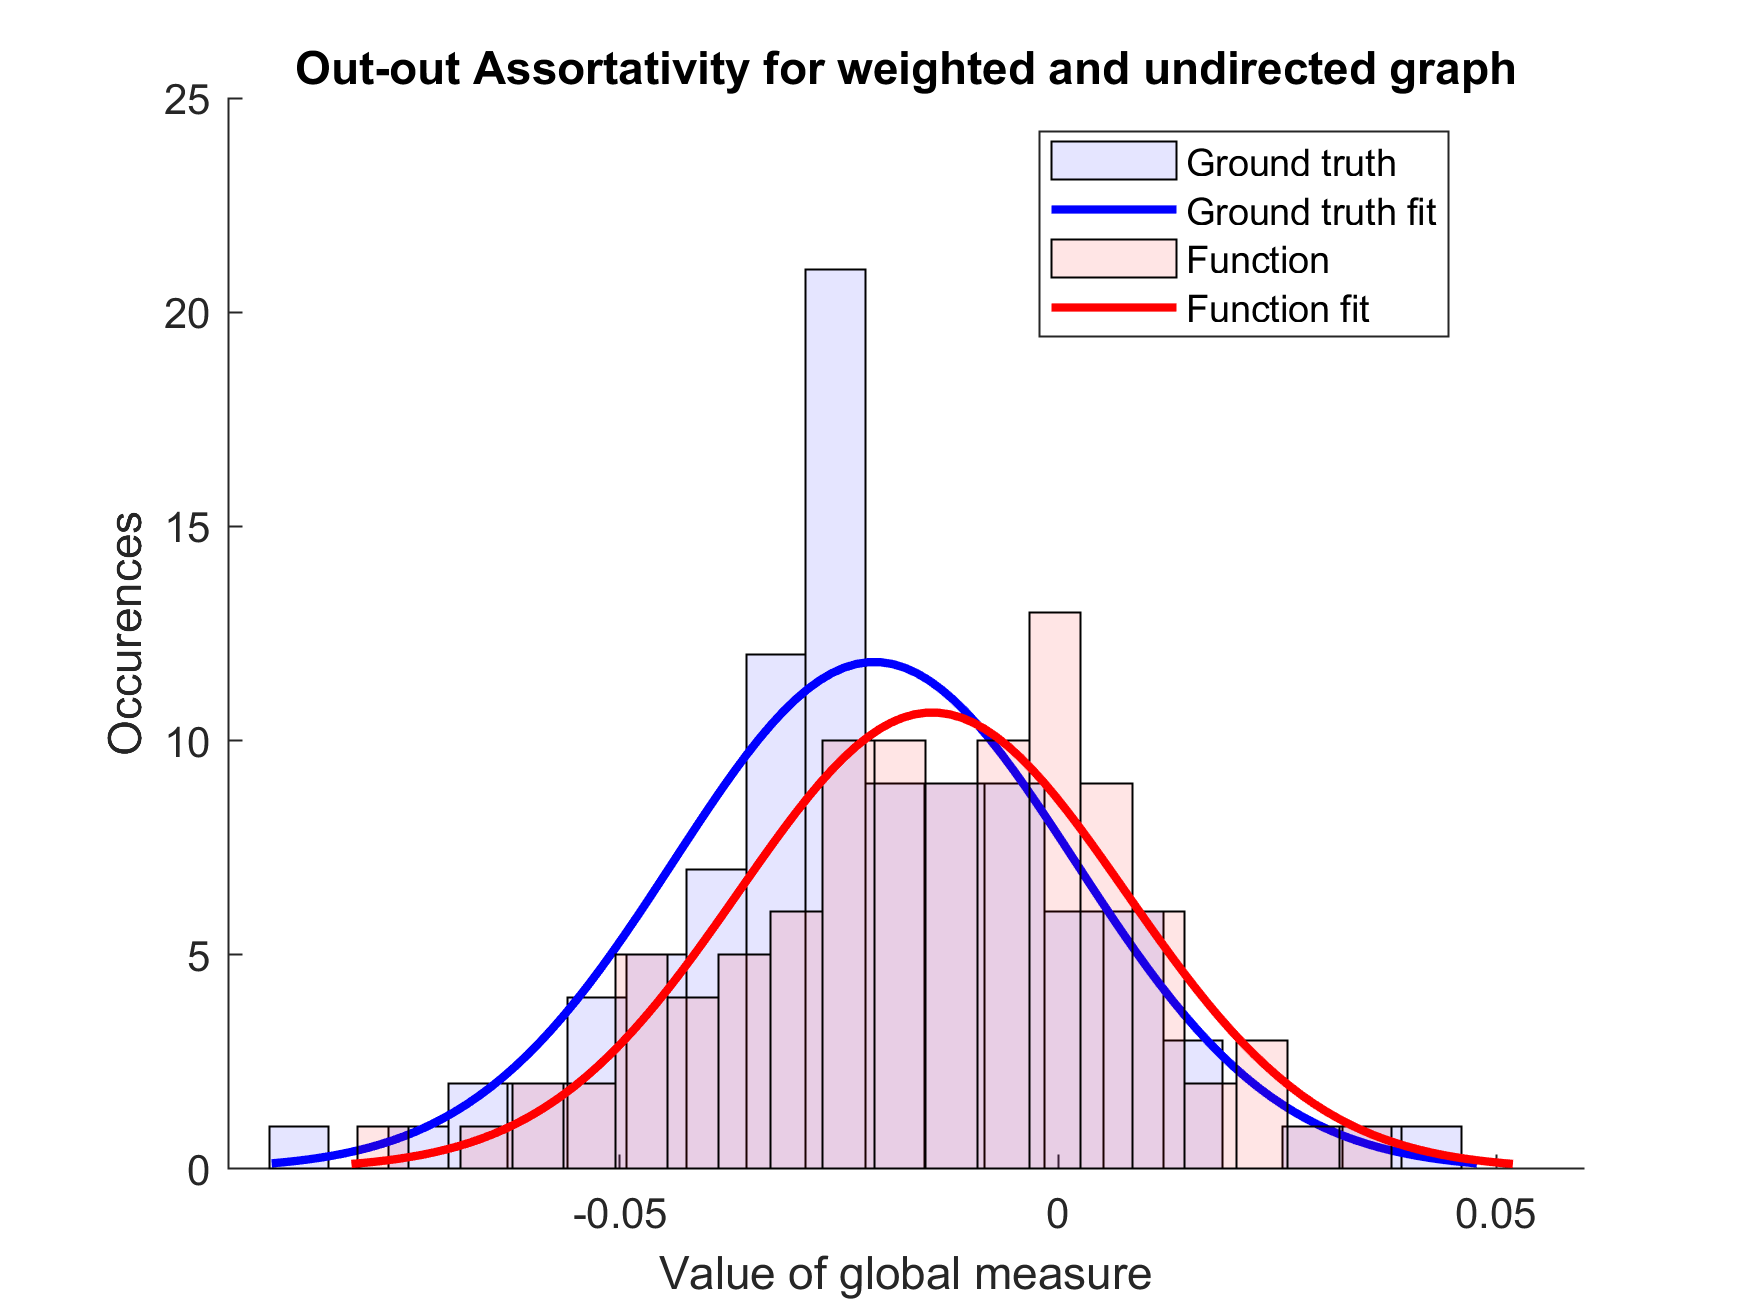 Out-out Assortativity for weighted and undirected graph
25
20
15
10
5
0
Occurences
Ground truth
Ground truth fit
Function
Function fit
-0.05
0
0.05
Value of global measure